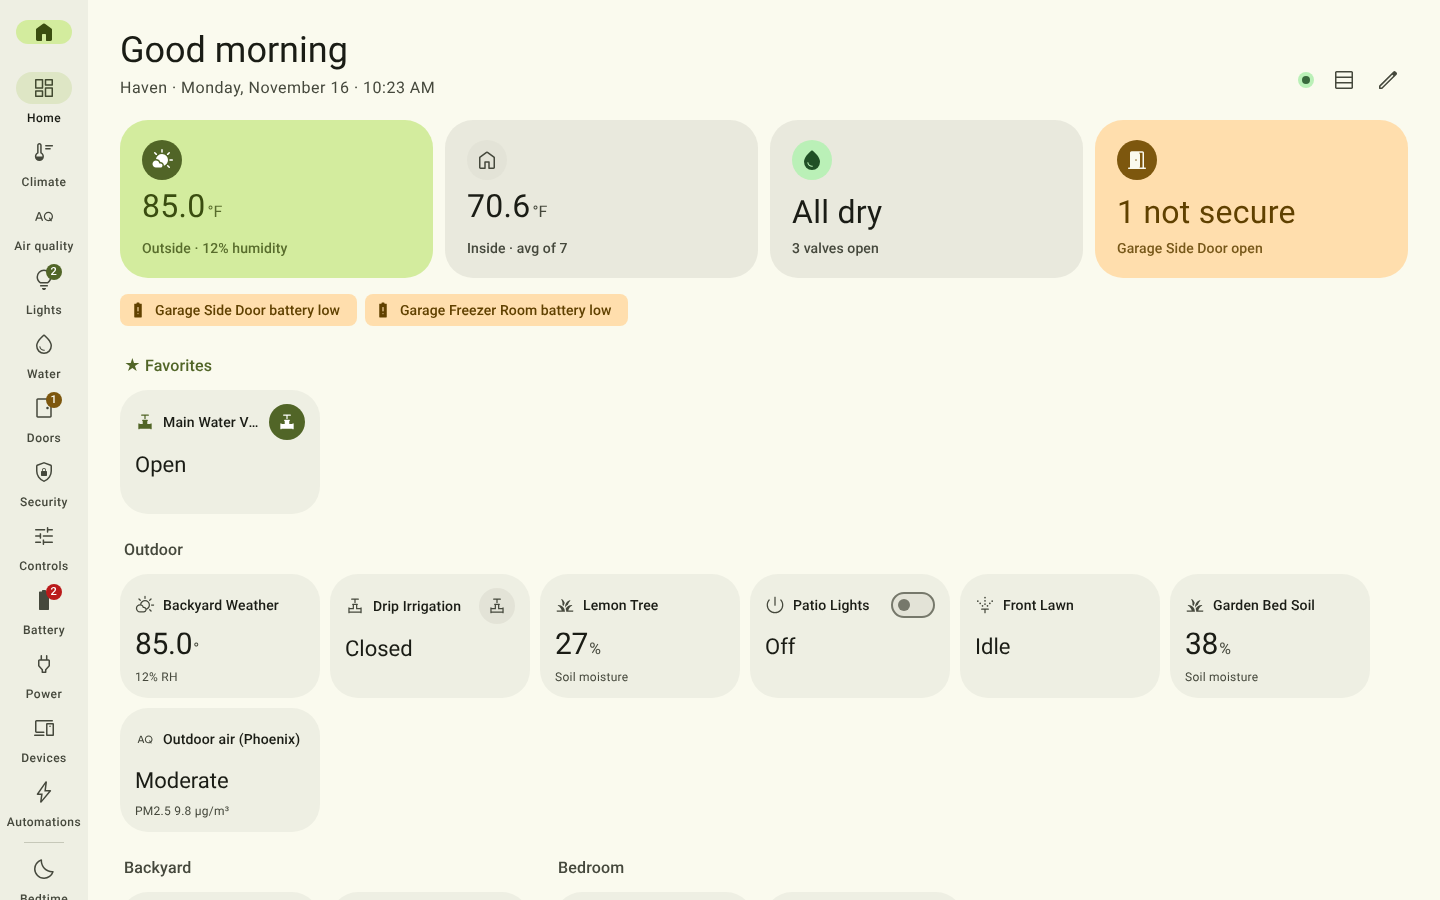 Good morning
Haven · Monday, November 16 · 10:23 AM
Home
Climate
AQ
Air quality
2
Lights
Water
1
Doors
Security
Controls
2
Battery
Power
Devices
Automations
Bedtime
85.0 °F
Outside · 12% humidity
70.6 °F
Inside · avg of 7
All dry
3 valves open
1 not secure
Garage Side Door open
Garage Side Door battery low
Garage Freezer Room battery low
★ Favorites
Main Water V...
Open
Outdoor
Backyard Weather
85.0°
12% RH
Drip Irrigation
Closed
Lemon Tree
27%
Soil moisture
Patio Lights
Off
Front Lawn
Idle
Garden Bed Soil
38%
Soil moisture
AQ Outdoor air (Phoenix)
Moderate
PM2.5 9.8 µg/m³
Backyard
Bedroom